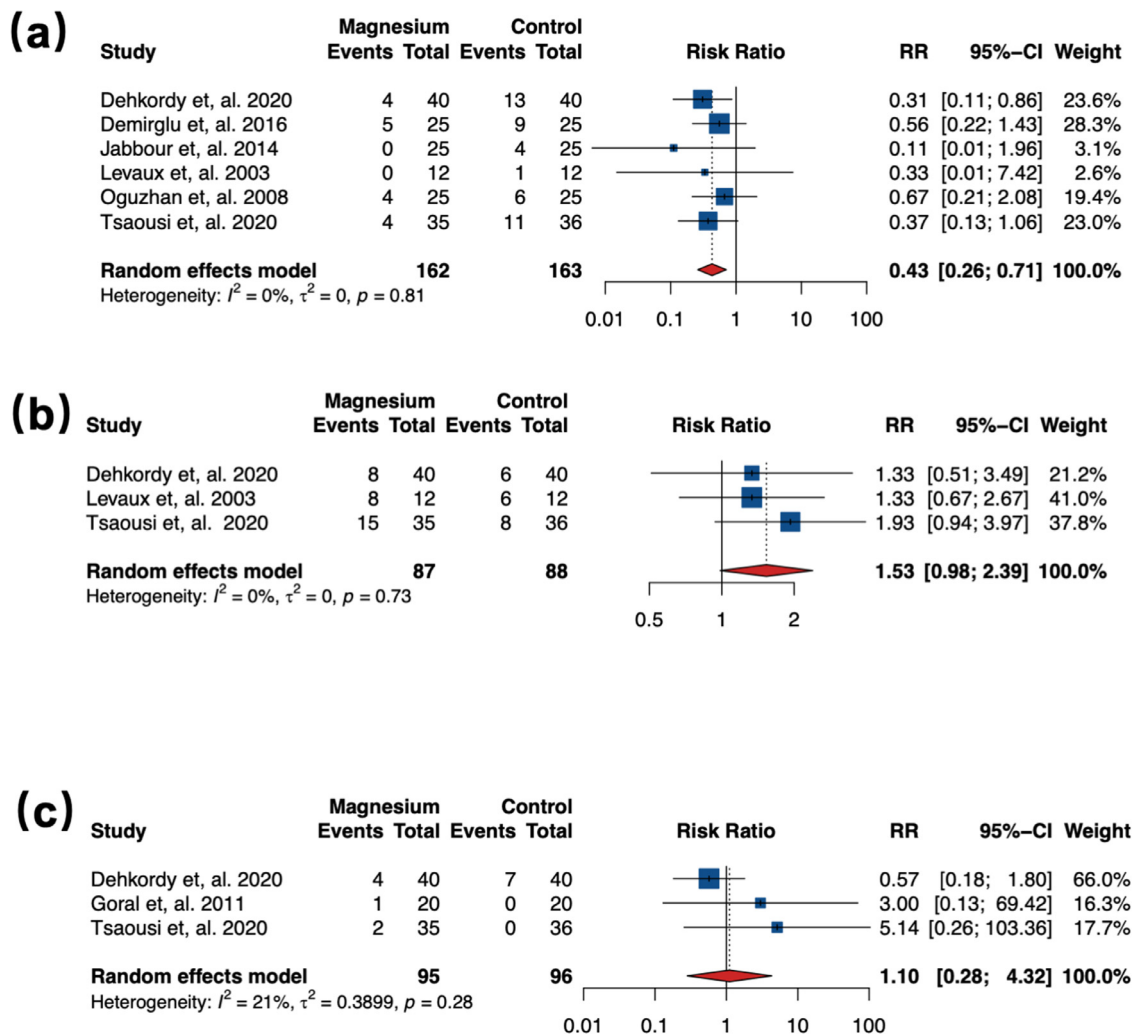 (a)
Magnesium Control
Study Events Total Events Total Risk Ratio RR 95%−CI Weight
Dehkordy et, al. 2020 4 40 13 40 0.31 [0.11; 0.86] 23.6%
Demirglu et, al. 2016 5 25 9 25 0.56 [0.22; 1.43] 28.3%
Jabbour et, al. 2014 0 25 4 25 0.11 [0.01; 1.96] 3.1%
Levaux et, al. 2003 0 12 1 12 0.33 [0.01; 7.42] 2.6%
Oguzhan et, al. 2008 4 25 6 25 0.67 [0.21; 2.08] 19.4%
Tsaousi et, al. 2020 4 35 11 36 0.37 [0.13; 1.06] 23.0%
Random effects model 162 163 0.43 [0.26; 0.71] 100.0%
Heterogeneity: I² = 0%, τ² = 0, p = 0.81
0.01 0.1 1 10 100
(b)
Magnesium Control
Study Events Total Events Total Risk Ratio RR 95%−CI Weight
Dehkordy et, al. 2020 8 40 6 40 1.33 [0.51; 3.49] 21.2%
Levaux et, al. 2003 8 12 6 12 1.33 [0.67; 2.67] 41.0%
Tsaousi et, al. 2020 15 35 8 36 1.93 [0.94; 3.97] 37.8%
Random effects model 87 88 1.53 [0.98; 2.39] 100.0%
Heterogeneity: I² = 0%, τ² = 0, p = 0.73
0.5 1 2
(c)
Magnesium Control
Study Events Total Events Total Risk Ratio RR 95%−CI Weight
Dehkordy et, al. 2020 4 40 7 40 0.57 [0.18; 1.80] 66.0%
Goral et, al. 2011 1 20 0 20 3.00 [0.13; 69.42] 16.3%
Tsaousi et, al. 2020 2 35 0 36 5.14 [0.26; 103.36] 17.7%
Random effects model 95 96 1.10 [0.28; 4.32] 100.0%
Heterogeneity: I² = 21%, τ² = 0.3899, p = 0.28
0.01 0.1 1 10 100